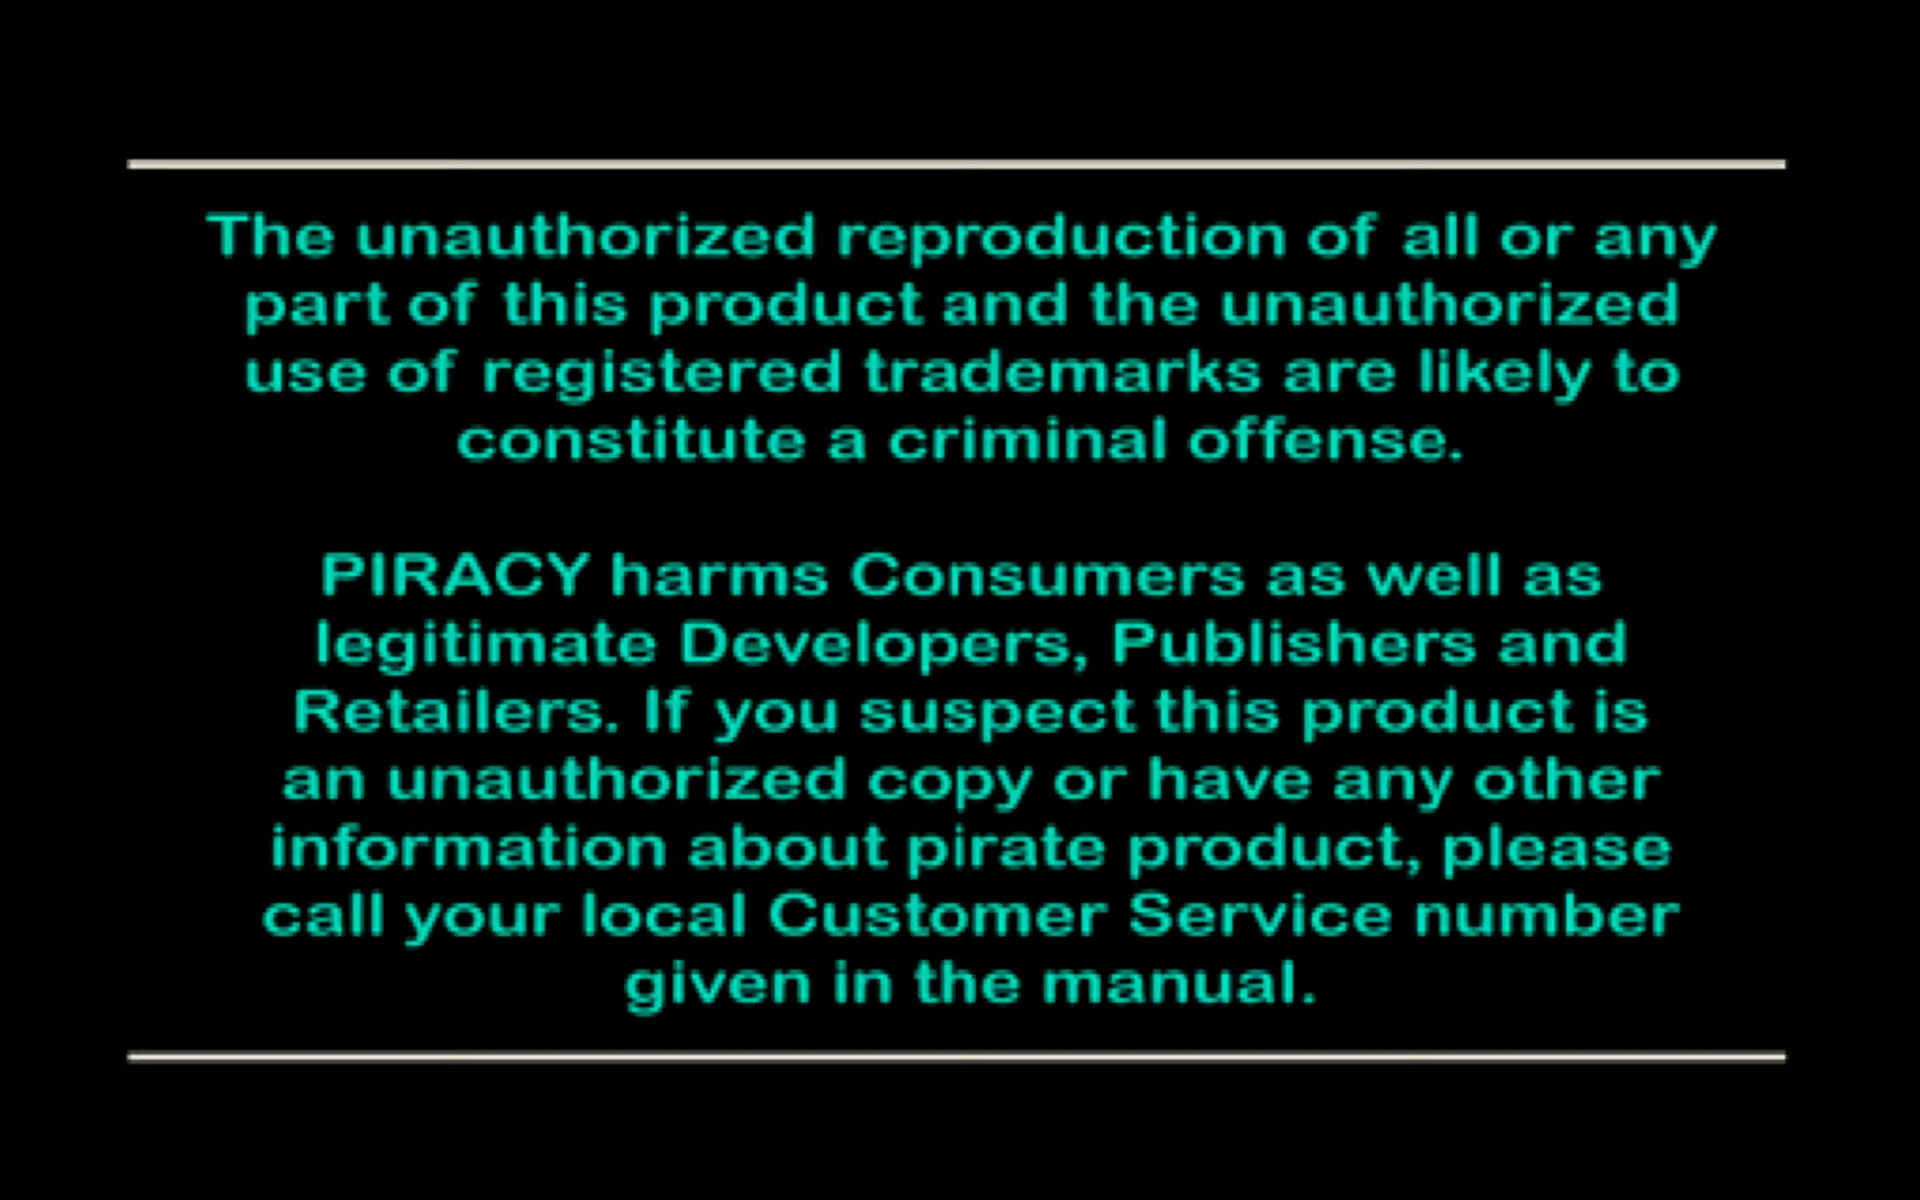 The unauthorized reproduction of all or any
part of this product and the unauthorized
use of registered trademarks are likely to
constitute a criminal offense.
PIRACY harms Consumers as well as
legitimate Developers, Publishers and
Retailers. If you suspect this product is
an unauthorized copy or have any other
information about pirate product, please
call your local Customer Service number
given in the manual.